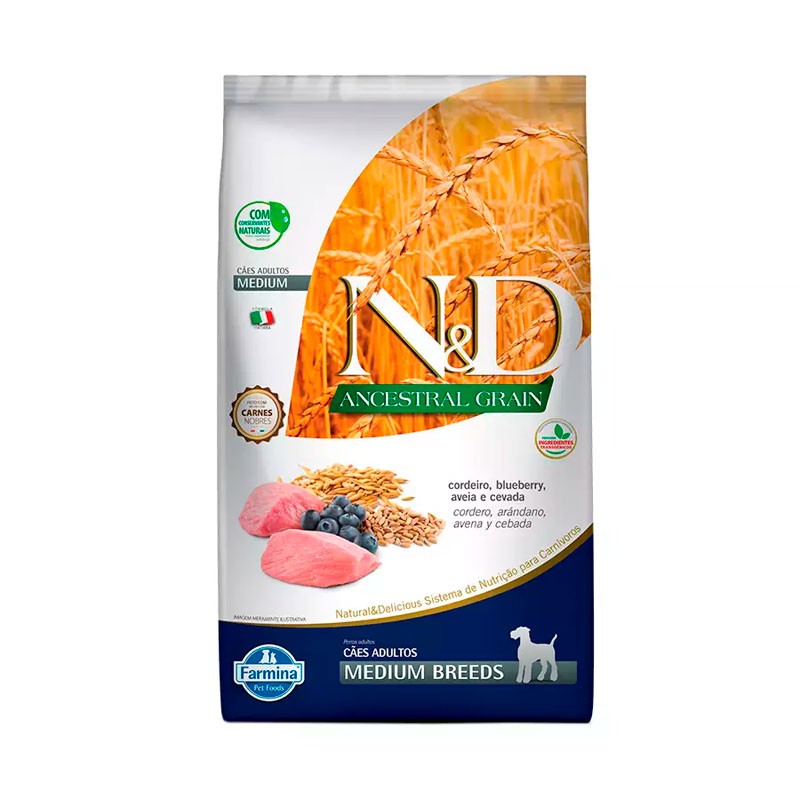 COM
CONSERVANTES
NATURAIS
CÃES ADULTOS
MEDIUM
N&D
ANCESTRAL GRAIN
CARNES
NOBRES
INGREDIENTES
TRANSGÊNICOS
cordeiro, blueberry,
aveia e cevada
cordero, arándano,
avena y cebada
Natural&Delicious Sistema de Nutrição para Carnívoros
IMAGEM MERAMENTE ILUSTRATIVA
Perros adultos
CÃES ADULTOS
MEDIUM BREEDS
Farmina
Pet Foods